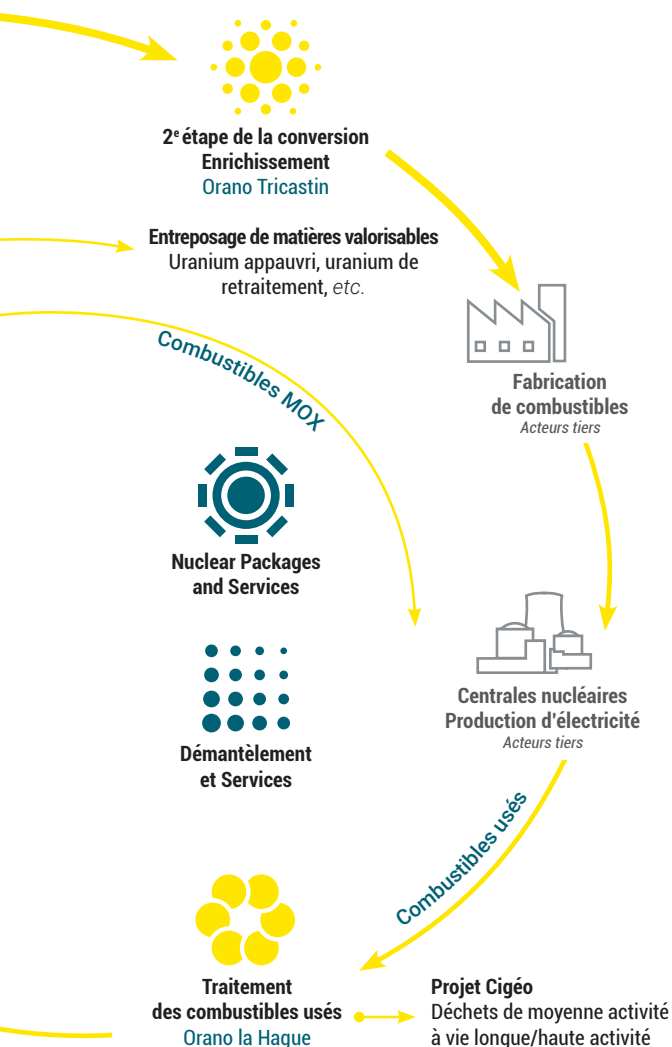 2e étape de la conversion
Enrichissement
Orano Tricastin
Entreposage de matières valorisables
Uranium appauvri, uranium de
retraitement, etc.
Combustibles MOX
Fabrication
de combustibles
Acteurs tiers
Nuclear Packages
and Services
Centrales nucléaires
Production d'électricité
Acteurs tiers
Démantèlement
et Services
Combustibles usés
Traitement
des combustibles usés
Orano la Hague
Projet Cigéo
Déchets de moyenne activité
à vie longue/haute activité